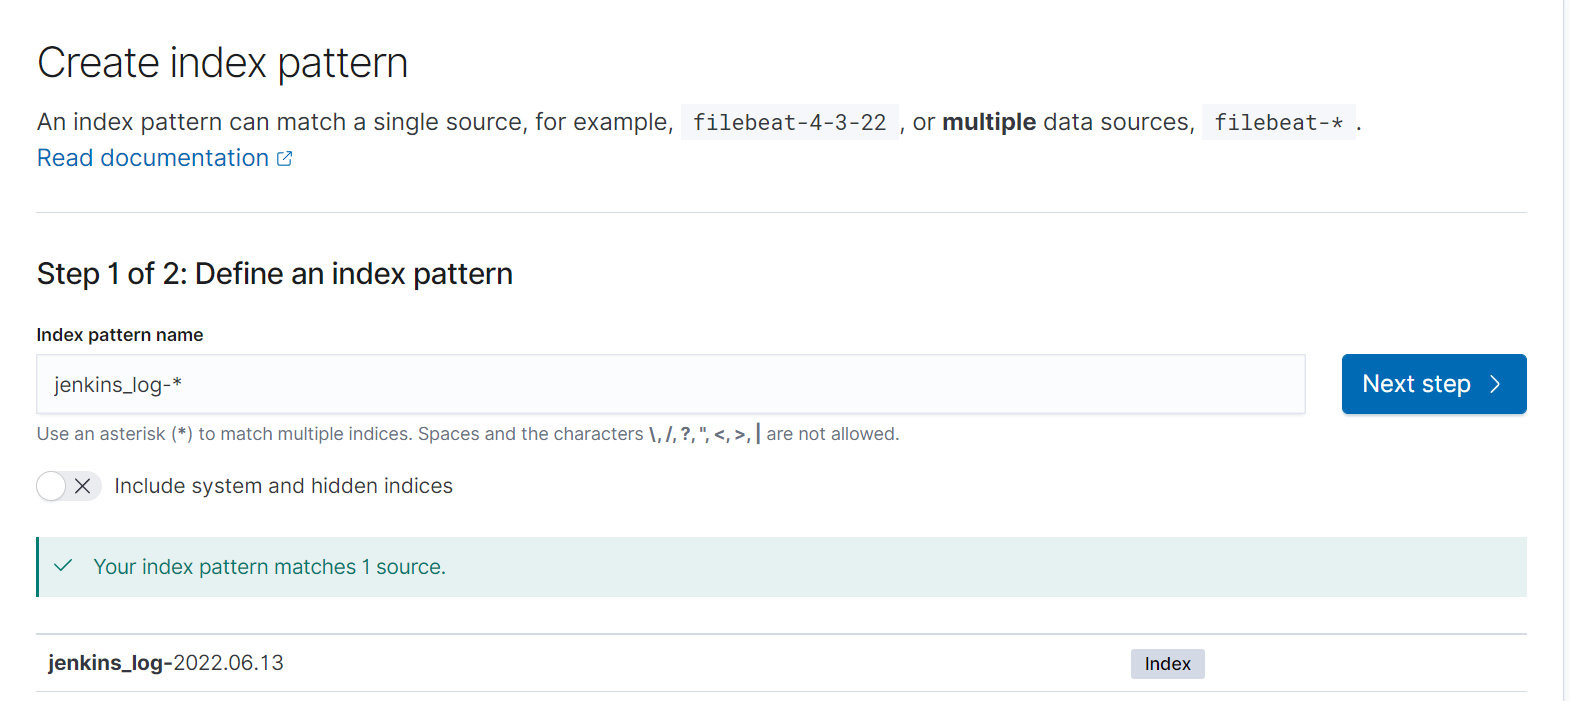 Create index pattern
An index pattern can match a single source, for example, filebeat-4-3-22 , or multiple data sources, filebeat-* .
Read documentation
Step 1 of 2: Define an index pattern
Index pattern name
jenkins_log-*
Next step
Use an asterisk (*) to match multiple indices. Spaces and the characters \, /, ?, ", <, >, | are not allowed.
Include system and hidden indices
Your index pattern matches 1 source.
jenkins_log-2022.06.13 Index